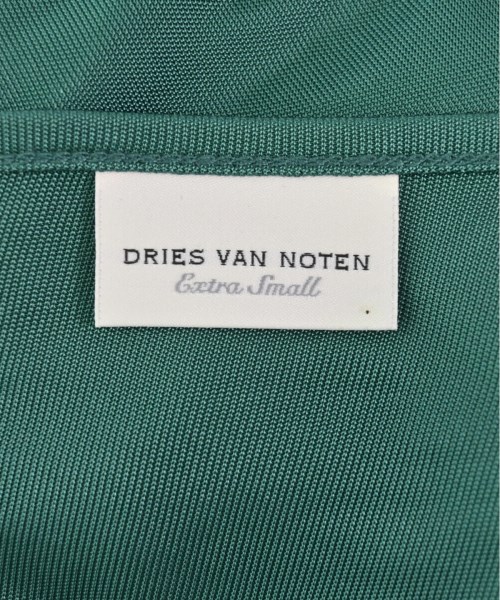 DRIES VAN NOTEN
Extra Small